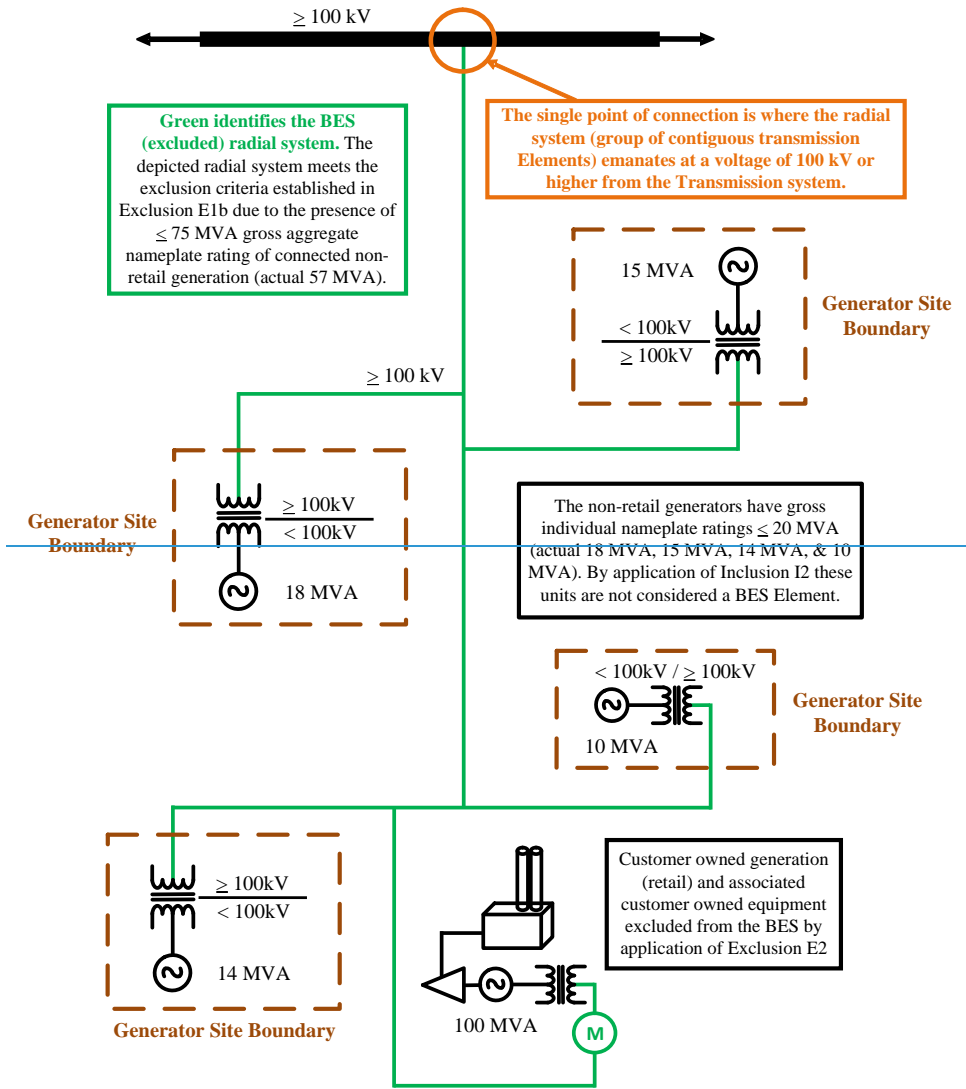 ≥ 100 kV
Green identifies the BES
(excluded) radial system. The
depicted radial system meets the
exclusion criteria established in
Exclusion E1b due to the presence of
≤ 75 MVA gross aggregate
nameplate rating of connected non-
retail generation (actual 57 MVA).
The single point of connection is where the radial
system (group of contiguous transmission
Elements) emanates at a voltage of 100 kV or
higher from the Transmission system.
15 MVA
< 100kV
≥ 100kV
Generator Site
Boundary
≥ 100 kV
Generator Site
Boundary
≥ 100kV
< 100kV
18 MVA
The non-retail generators have gross
individual nameplate ratings ≤ 20 MVA
(actual 18 MVA, 15 MVA, 14 MVA, & 10
MVA). By application of Inclusion I2 these
units are not considered a BES Element.
< 100kV / ≥ 100kV
10 MVA
Generator Site
Boundary
≥ 100kV
< 100kV
14 MVA
Generator Site Boundary
100 MVA
M
Customer owned generation
(retail) and associated
customer owned equipment
excluded from the BES by
application of Exclusion E2